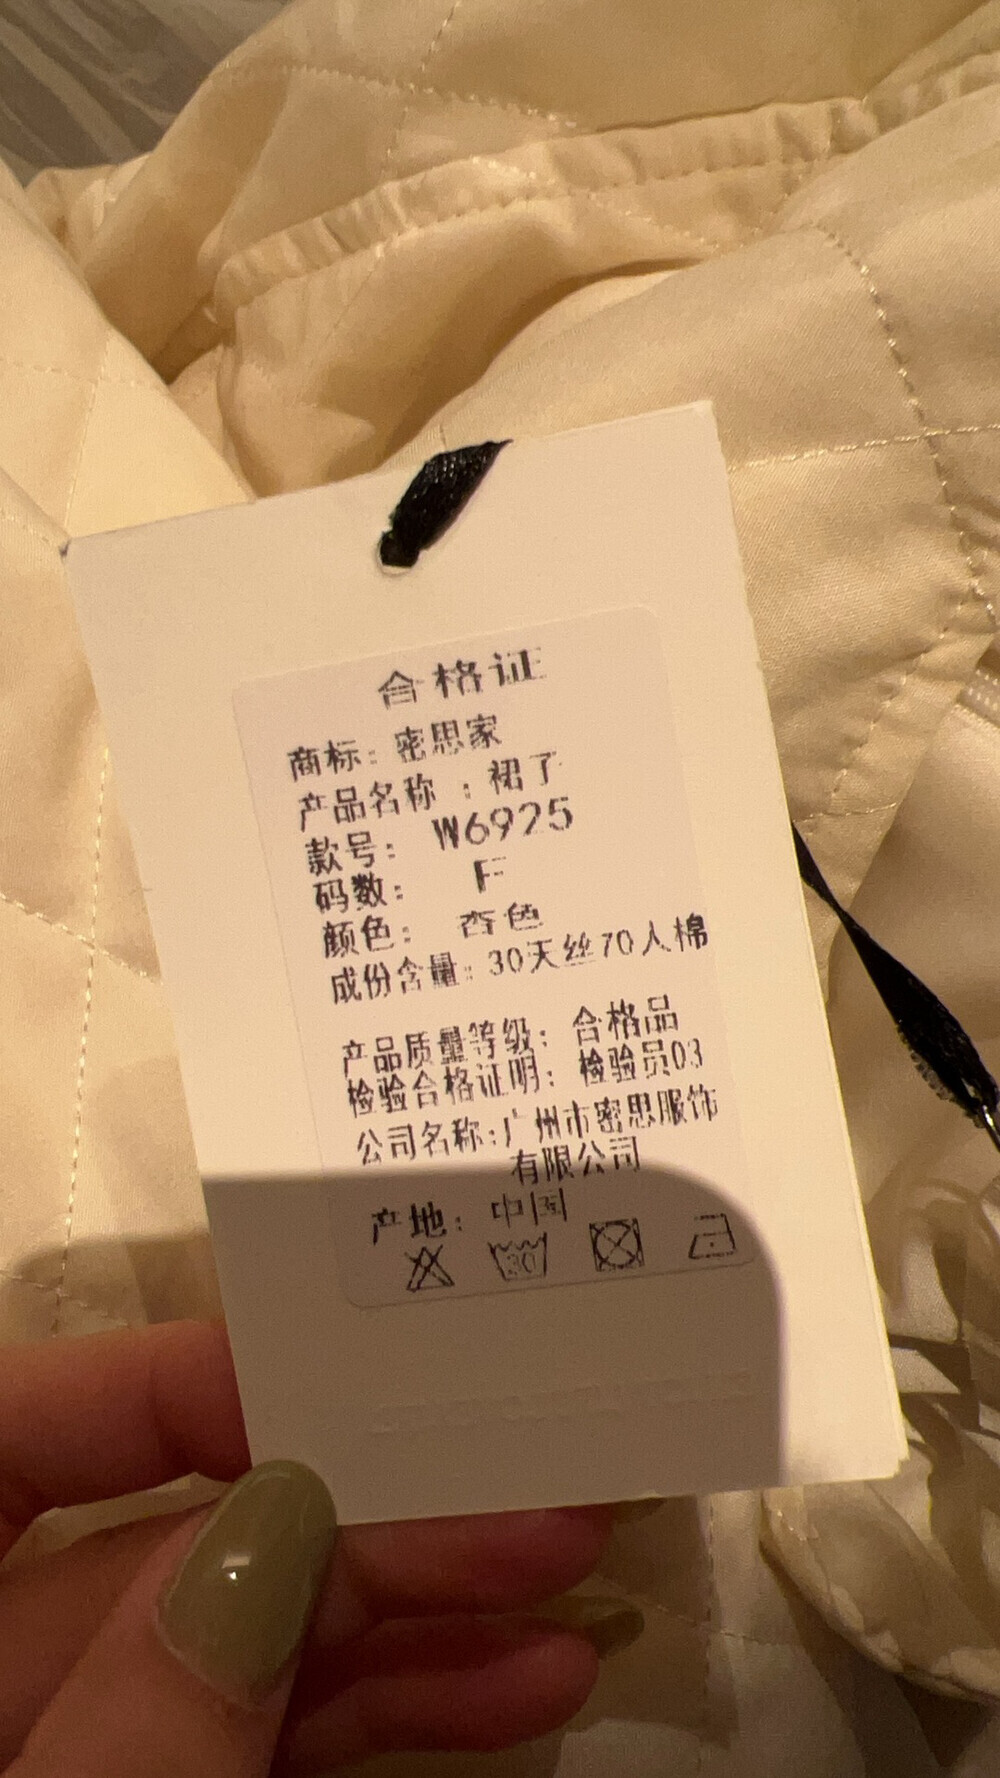 合格证
商标：密思家
产品名称：裙子
款号：W6925
码数：F
颜色：杏色
成份含量：30天丝70人棉
产品质量等级：合格品
检验合格证明：检验员03
公司名称：广州市密思服饰
有限公司
产地：中国
30